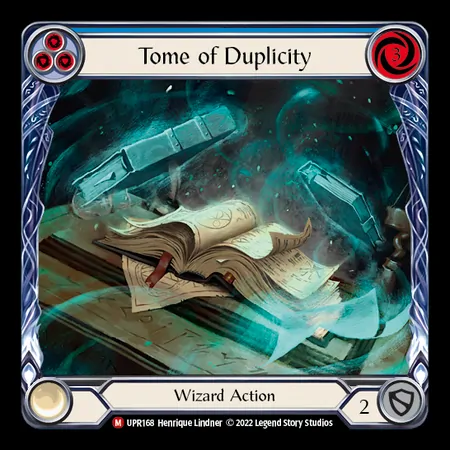 Tome of Duplicity
3
Wizard Action
2
M UPR168 Henrique Lindner © 2022 Legend Story Studios